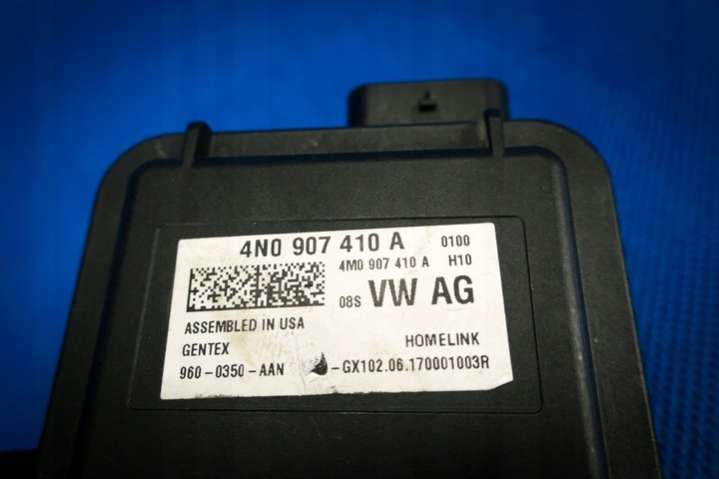 4N0 907 410 A 0100
4M0 907 410 A H10
08S VW AG
ASSEMBLED IN USA
GENTEX HOMELINK
960-0350-AAN -GX102.06.170001003R